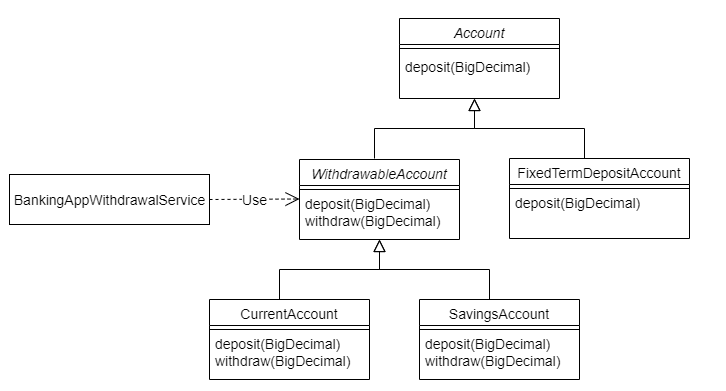 Account
deposit(BigDecimal)
WithdrawableAccount
deposit(BigDecimal)
withdraw(BigDecimal)
FixedTermDepositAccount
deposit(BigDecimal)
BankingAppWithdrawalService
Use
CurrentAccount
deposit(BigDecimal)
withdraw(BigDecimal)
SavingsAccount
deposit(BigDecimal)
withdraw(BigDecimal)